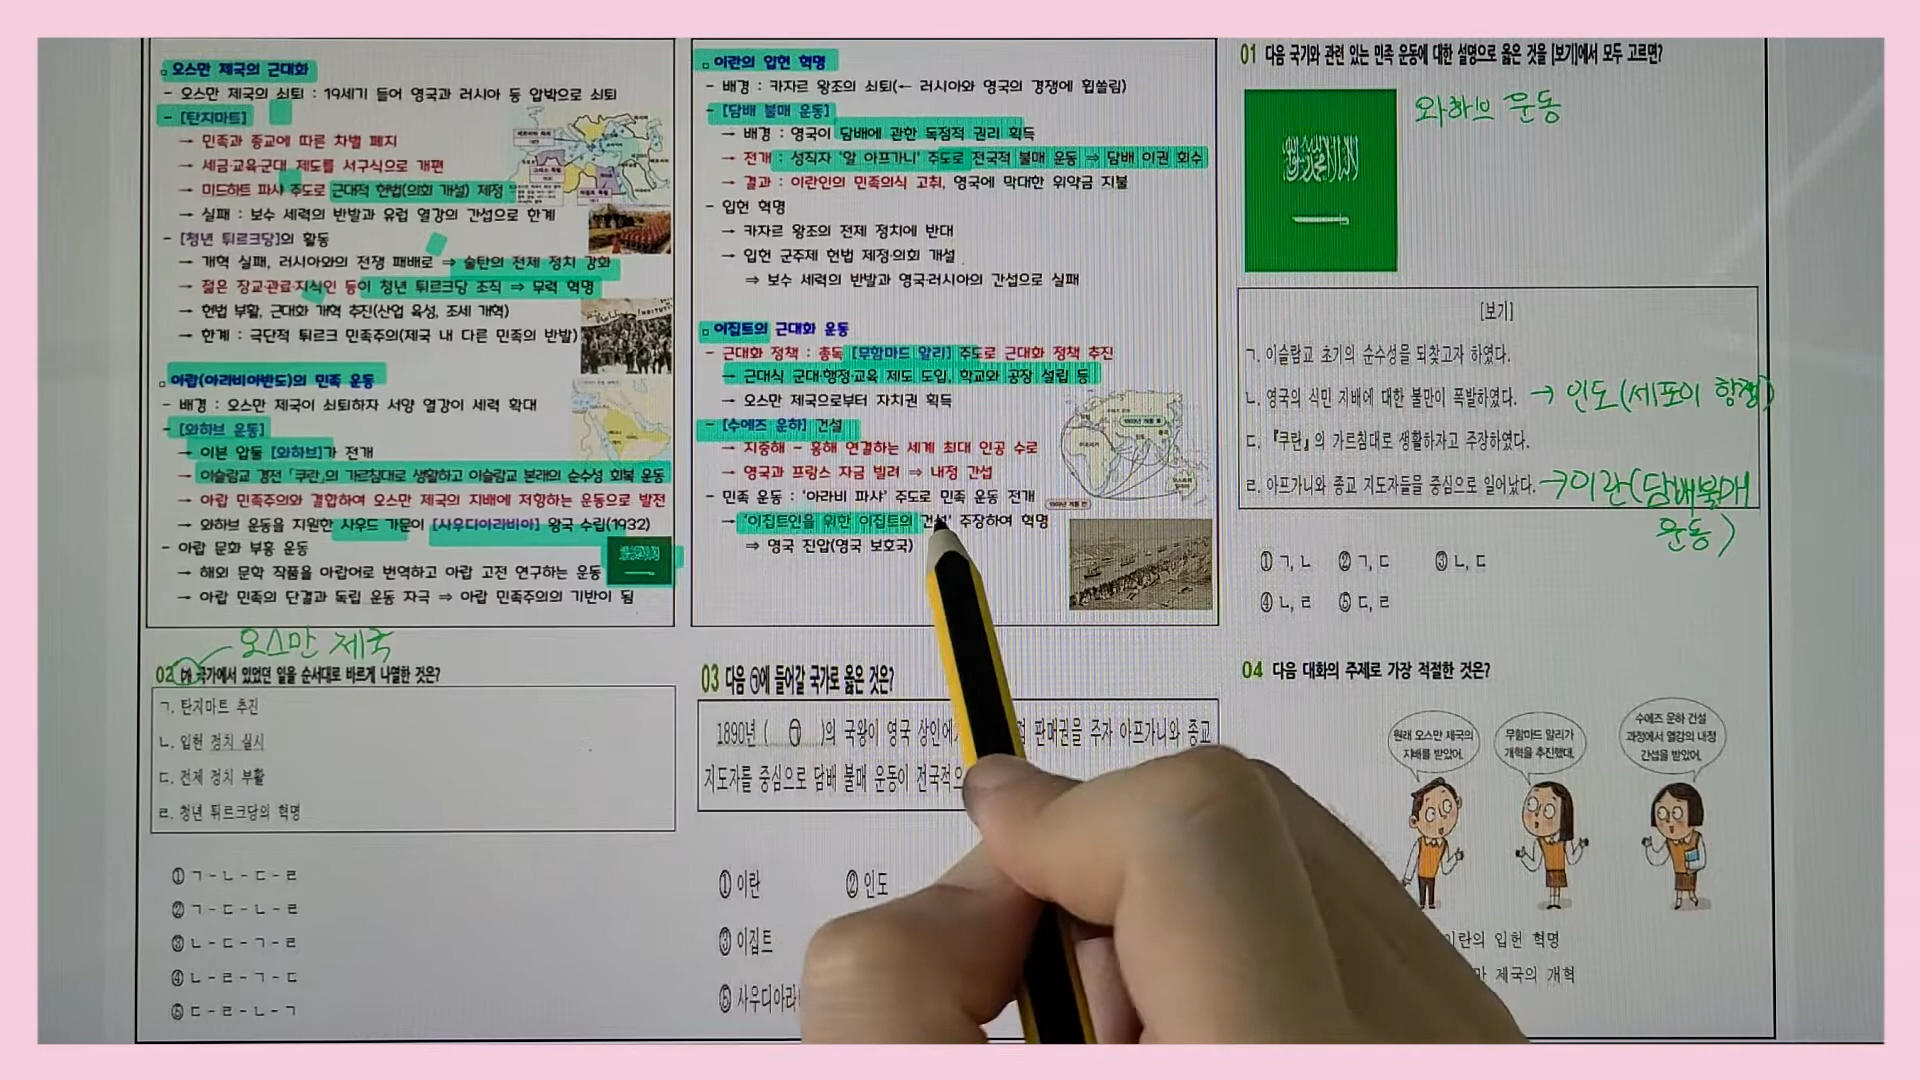 오스만 제국의 근대화
- 오스만 제국의 쇠퇴 : 19세기 들어 영국과 러시아 등 압박으로 쇠퇴
- [탄지마트]
→ 민족과 종교에 따른 차별 폐지
→ 세금·교육·군대 제도를 서구식으로 개편
→ 미드하트 파샤 주도로 근대적 헌법(의회 개설) 제정
→ 실패 : 보수 세력의 반발과 유럽 열강의 간섭으로 한계
- [청년 튀르크당]의 활동
→ 개혁 실패, 러시아와의 전쟁 패배로 ⇒ 술탄의 전제 정치 강화
→ 젊은 장교·관료·지식인 등이 청년 튀르크당 조직 ⇒ 무력 혁명
→ 헌법 부활, 근대화 개혁 추진(산업 육성, 조세 개혁)
→ 한계 : 극단적 튀르크 민족주의(제국 내 다른 민족의 반발)
아랍(아라비아반도)의 민족 운동
- 배경 : 오스만 제국이 쇠퇴하자 서양 열강이 세력 확대
- [와하브 운동]
→ 이븐 압둘 [와하브]가 전개
→ 이슬람교 경전 「쿠란」의 가르침대로 생활하고 이슬람교 본래의 순수성 회복 운동
→ 아랍 민족주의와 결합하여 오스만 제국의 지배에 저항하는 운동으로 발전
→ 와하브 운동을 지원한 사우드 가문이 [사우디아라비아] 왕국 수립(1932)
- 아랍 문화 부흥 운동
→ 해외 문학 작품을 아랍어로 번역하고 아랍 고전 연구하는 운동
→ 아랍 민족의 단결과 독립 운동 자극 ⇒ 아랍 민족주의의 기반이 됨
이란의 입헌 혁명
- 배경 : 카자르 왕조의 쇠퇴(← 러시아와 영국의 경쟁에 휩쓸림)
- [담배 불매 운동]
→ 배경 : 영국이 담배에 관한 독점적 권리 획득
→ 전개 : 성직자 '알 아프가니' 주도로 전국적 불매 운동 ⇒ 담배 이권 회수
→ 결과 : 이란인의 민족의식 고취, 영국에 막대한 위약금 지불
- 입헌 혁명
→ 카자르 왕조의 전제 정치에 반대
→ 입헌 군주제 헌법 제정·의회 개설
⇒ 보수 세력의 반발과 영국·러시아의 간섭으로 실패
이집트의 근대화 운동
- 근대화 정책 : 총독 [무함마드 알리] 주도로 근대화 정책 추진
→ 근대식 군대·행정·교육 제도 도입, 학교와 공장 설립 등
→ 오스만 제국으로부터 자치권 획득
- [수에즈 운하] 건설
→ 지중해 ~ 홍해 연결하는 세계 최대 인공 수로
→ 영국과 프랑스 자금 빌려 ⇒ 내정 간섭
- 민족 운동 : '아라비 파샤' 주도로 민족 운동 전개
→ '이집트인을 위한 이집트의 건설' 주장하여 혁명
⇒ 영국 진압(영국 보호국)
01 다음 국기와 관련 있는 민족 운동에 대한 설명으로 옳은 것을 [보기]에서 모두 고르면?
와하브 운동
[보기]
ㄱ. 이슬람교 초기의 순수성을 되찾고자 하였다.
ㄴ. 영국의 식민 지배에 대한 불만이 폭발하였다. → 인도(세포이 항쟁)
ㄷ. 『쿠란』의 가르침대로 생활하자고 주장하였다.
ㄹ. 아프가니와 종교 지도자들을 중심으로 일어났다. → 이란(담배불매
운동)
① ㄱ, ㄴ ② ㄱ, ㄷ ③ ㄴ, ㄷ
④ ㄴ, ㄹ ⑤ ㄷ, ㄹ
오스만 제국
02 (가) 국가에서 있었던 일을 순서대로 바르게 나열한 것은?
ㄱ. 탄지마트 추진
ㄴ. 입헌 정치 실시
ㄷ. 전제 정치 부활
ㄹ. 청년 튀르크당의 혁명
① ㄱ - ㄴ - ㄷ - ㄹ
② ㄱ - ㄷ - ㄴ - ㄹ
③ ㄴ - ㄷ - ㄱ - ㄹ
④ ㄴ - ㄹ - ㄱ - ㄷ
⑤ ㄷ - ㄹ - ㄴ - ㄱ
03 다음 ㉠에 들어갈 국가로 옳은 것은?
1890년 ( ㉠ )의 국왕이 영국 상인에 판매권을 주자 아프가니와 종교
지도자를 중심으로 담배 불매 운동이 전국적으
① 이란 ② 인도
③ 이집트
⑤ 사우디아라
04 다음 대화의 주제로 가장 적절한 것은?
원래 오스만 제국의
지배를 받았어.
무함마드 알리가
개혁을 추진했대.
수에즈 운하 건설
과정에서 열강의 내정
간섭을 받았어.
이란의 입헌 혁명
제국의 개혁